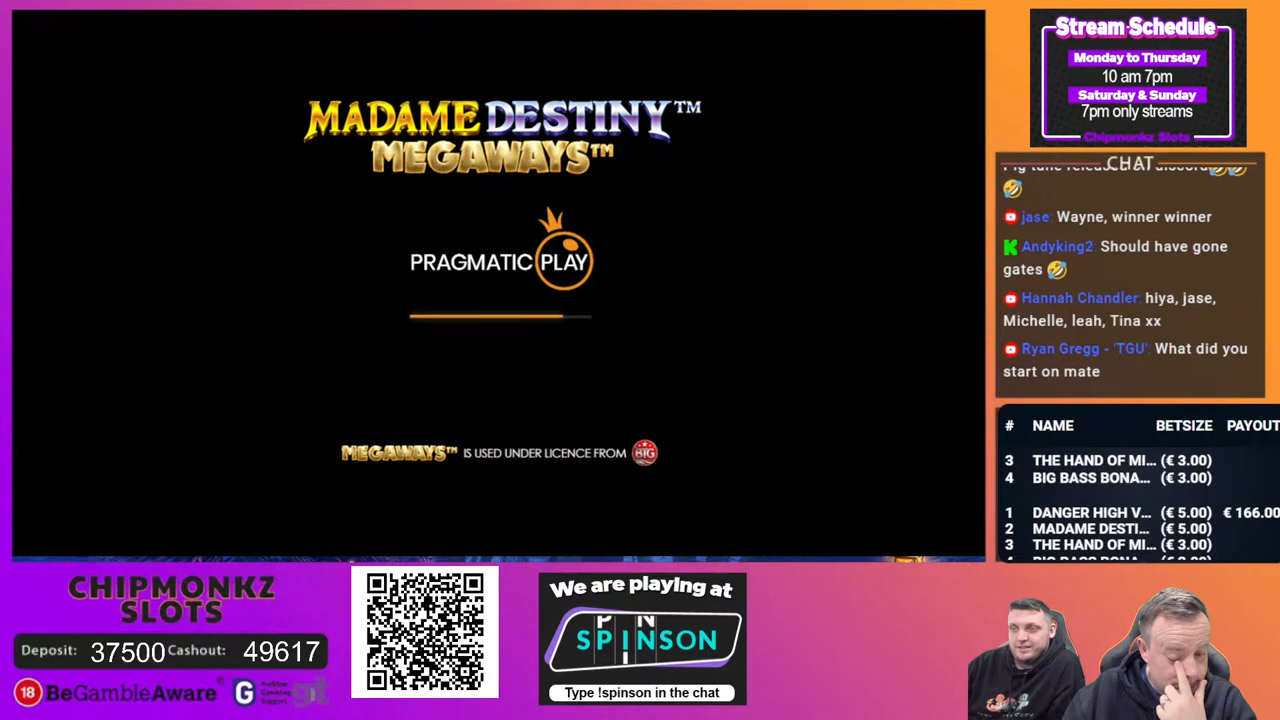 MADAME DESTINY™
MEGAWAYS™
PRAGMATIC PLAY
MEGAWAYS™ IS USED UNDER LICENCE FROM BIG
Stream Schedule
Monday to Thursday
10 am 7pm
Saturday & Sunday
7pm only streams
Chipmonkz Slots
CHAT
jase: Wayne, winner winner
Andyking2: Should have gone
gates 🤣
Hannah Chandler: hiya, jase,
Michelle, leah, Tina xx
Ryan Gregg - 'TGU': What did you
start on mate
# NAME BETSIZE PAYOUT
3 THE HAND OF MI... (€ 3.00)
4 BIG BASS BONA... (€ 3.00)
1 DANGER HIGH V... (€ 5.00) € 166.00
2 MADAME DESTI... (€ 5.00)
3 THE HAND OF MI... (€ 3.00)
CHIPMONKZ
SLOTS
Deposit: 37500 Cashout: 49617
18 BeGambleAware
We are playing at
SPINSON
Type !spinson in the chat